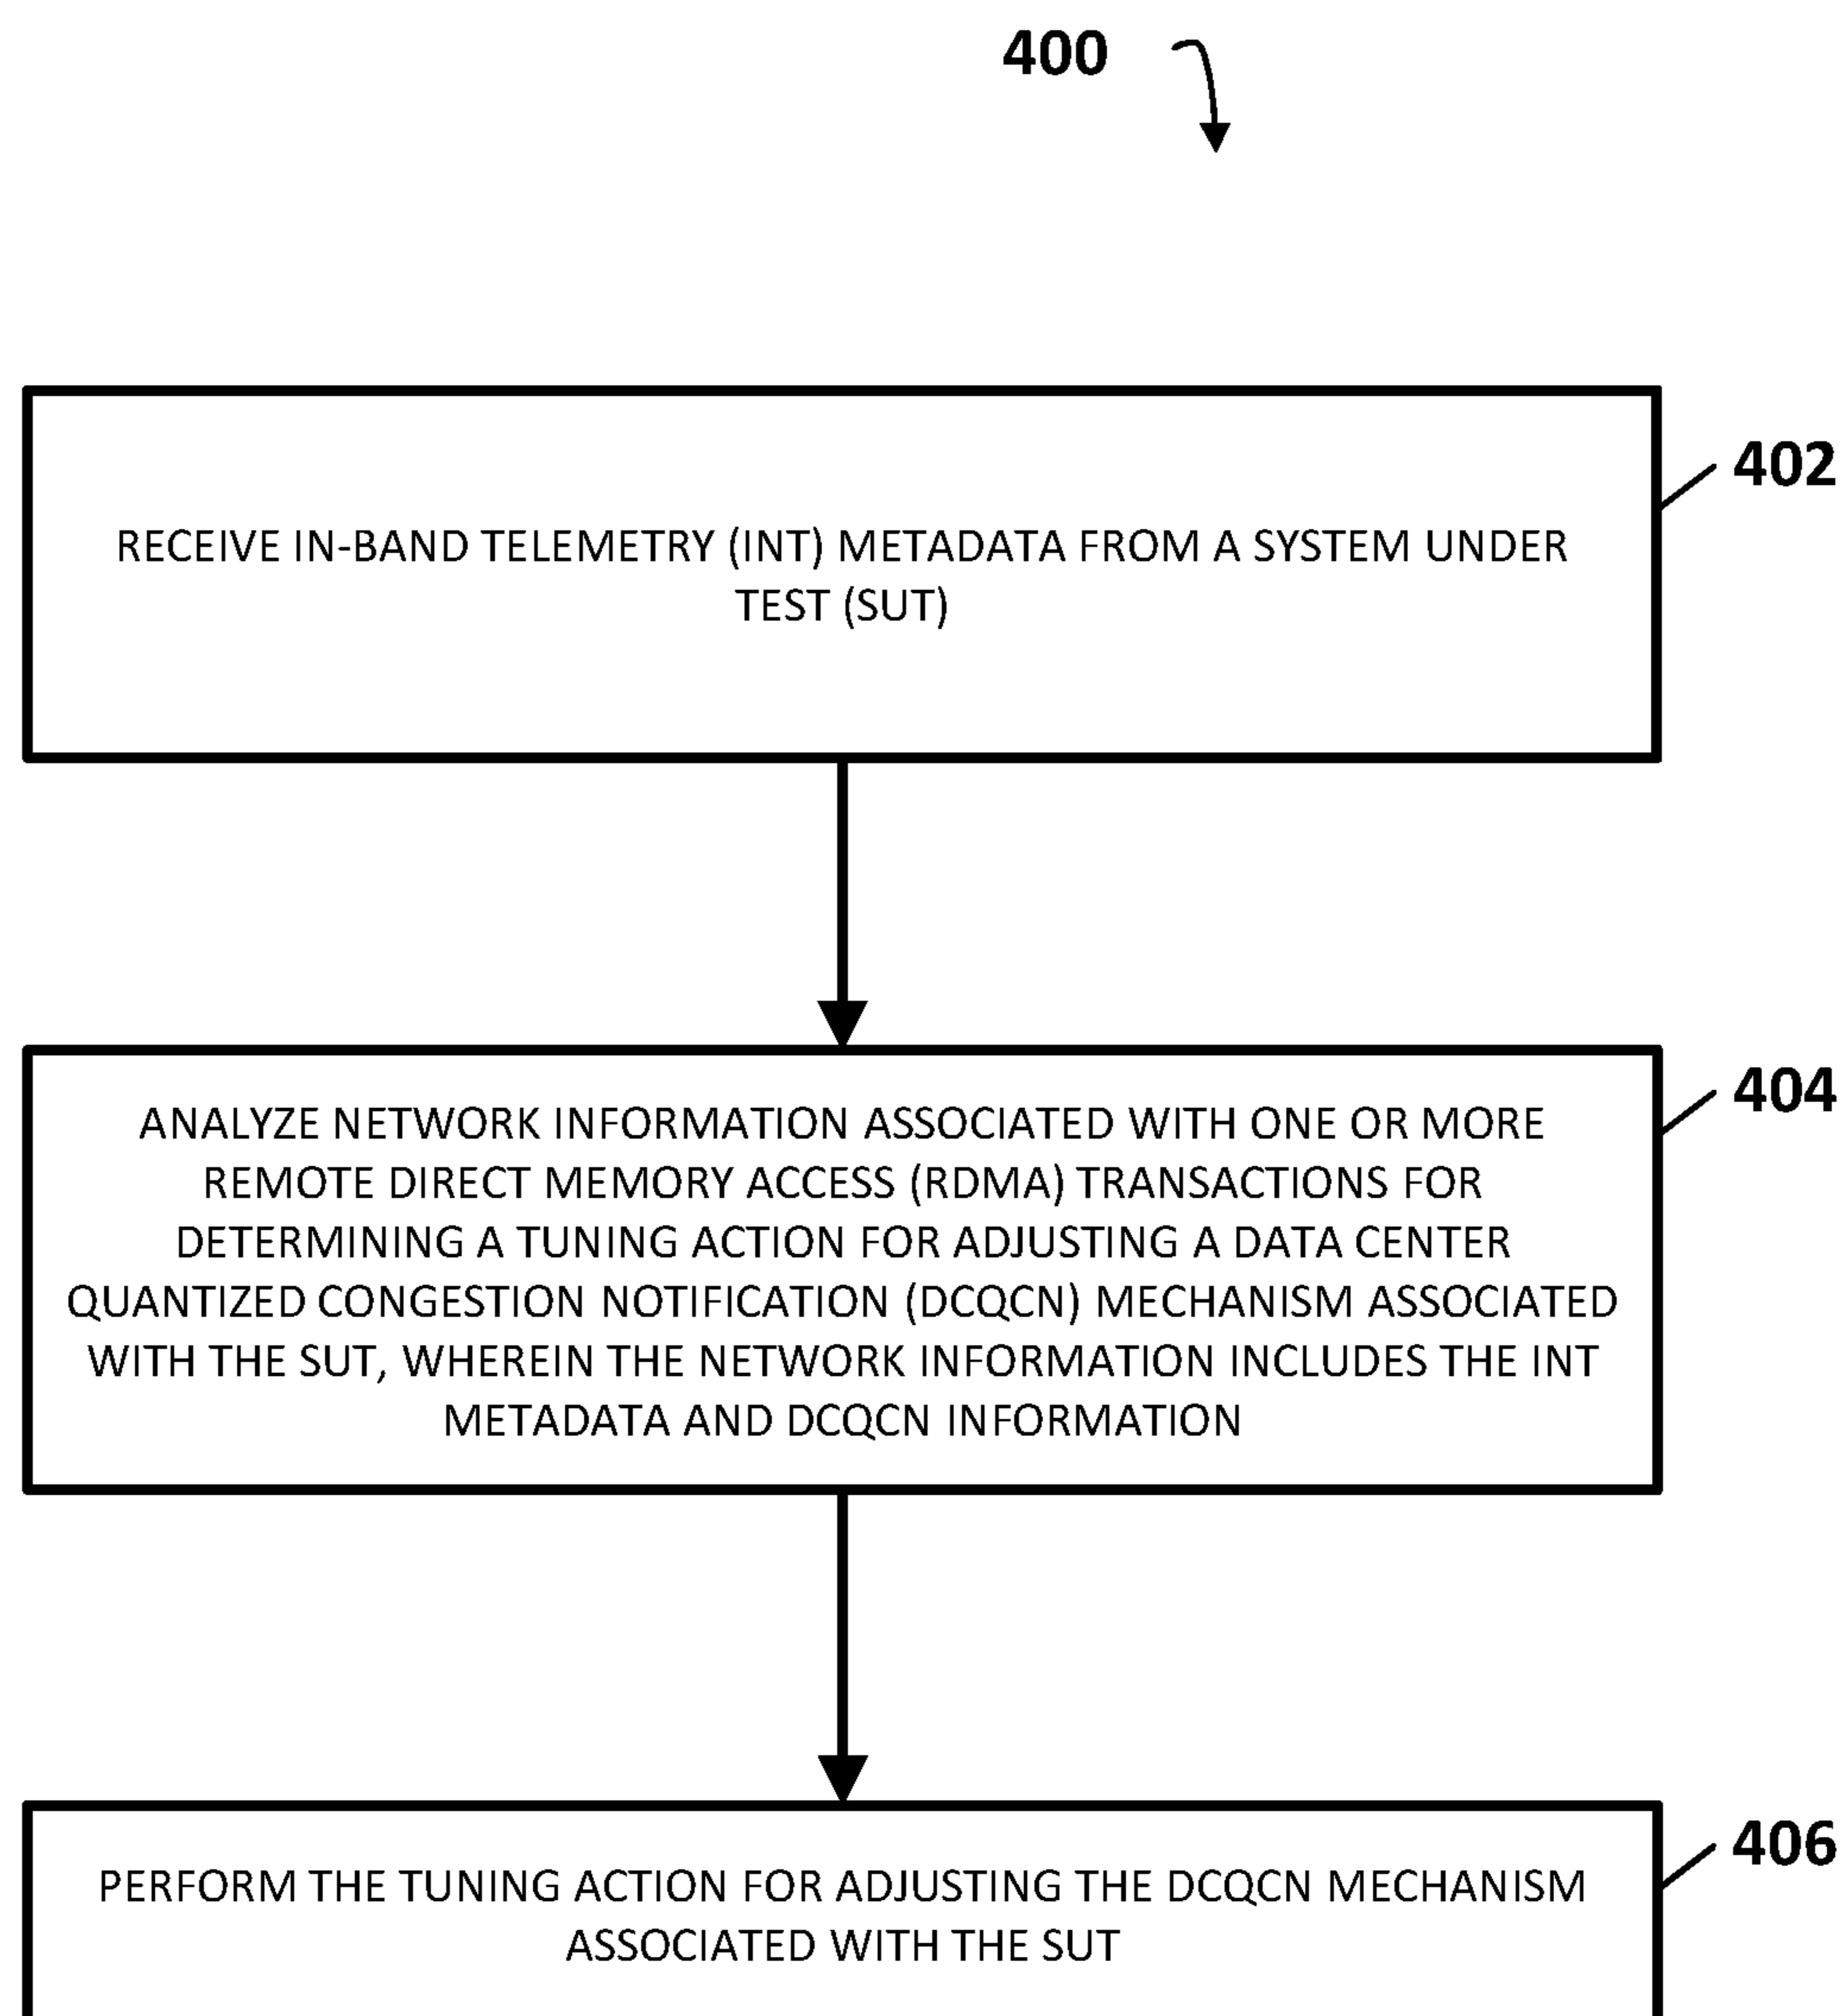 400
402
RECEIVE IN-BAND TELEMETRY (INT) METADATA FROM A SYSTEM UNDER
TEST (SUT)
404
ANALYZE NETWORK INFORMATION ASSOCIATED WITH ONE OR MORE
REMOTE DIRECT MEMORY ACCESS (RDMA) TRANSACTIONS FOR
DETERMINING A TUNING ACTION FOR ADJUSTING A DATA CENTER
QUANTIZED CONGESTION NOTIFICATION (DCQCN) MECHANISM ASSOCIATED
WITH THE SUT, WHEREIN THE NETWORK INFORMATION INCLUDES THE INT
METADATA AND DCQCN INFORMATION
406
PERFORM THE TUNING ACTION FOR ADJUSTING THE DCQCN MECHANISM
ASSOCIATED WITH THE SUT